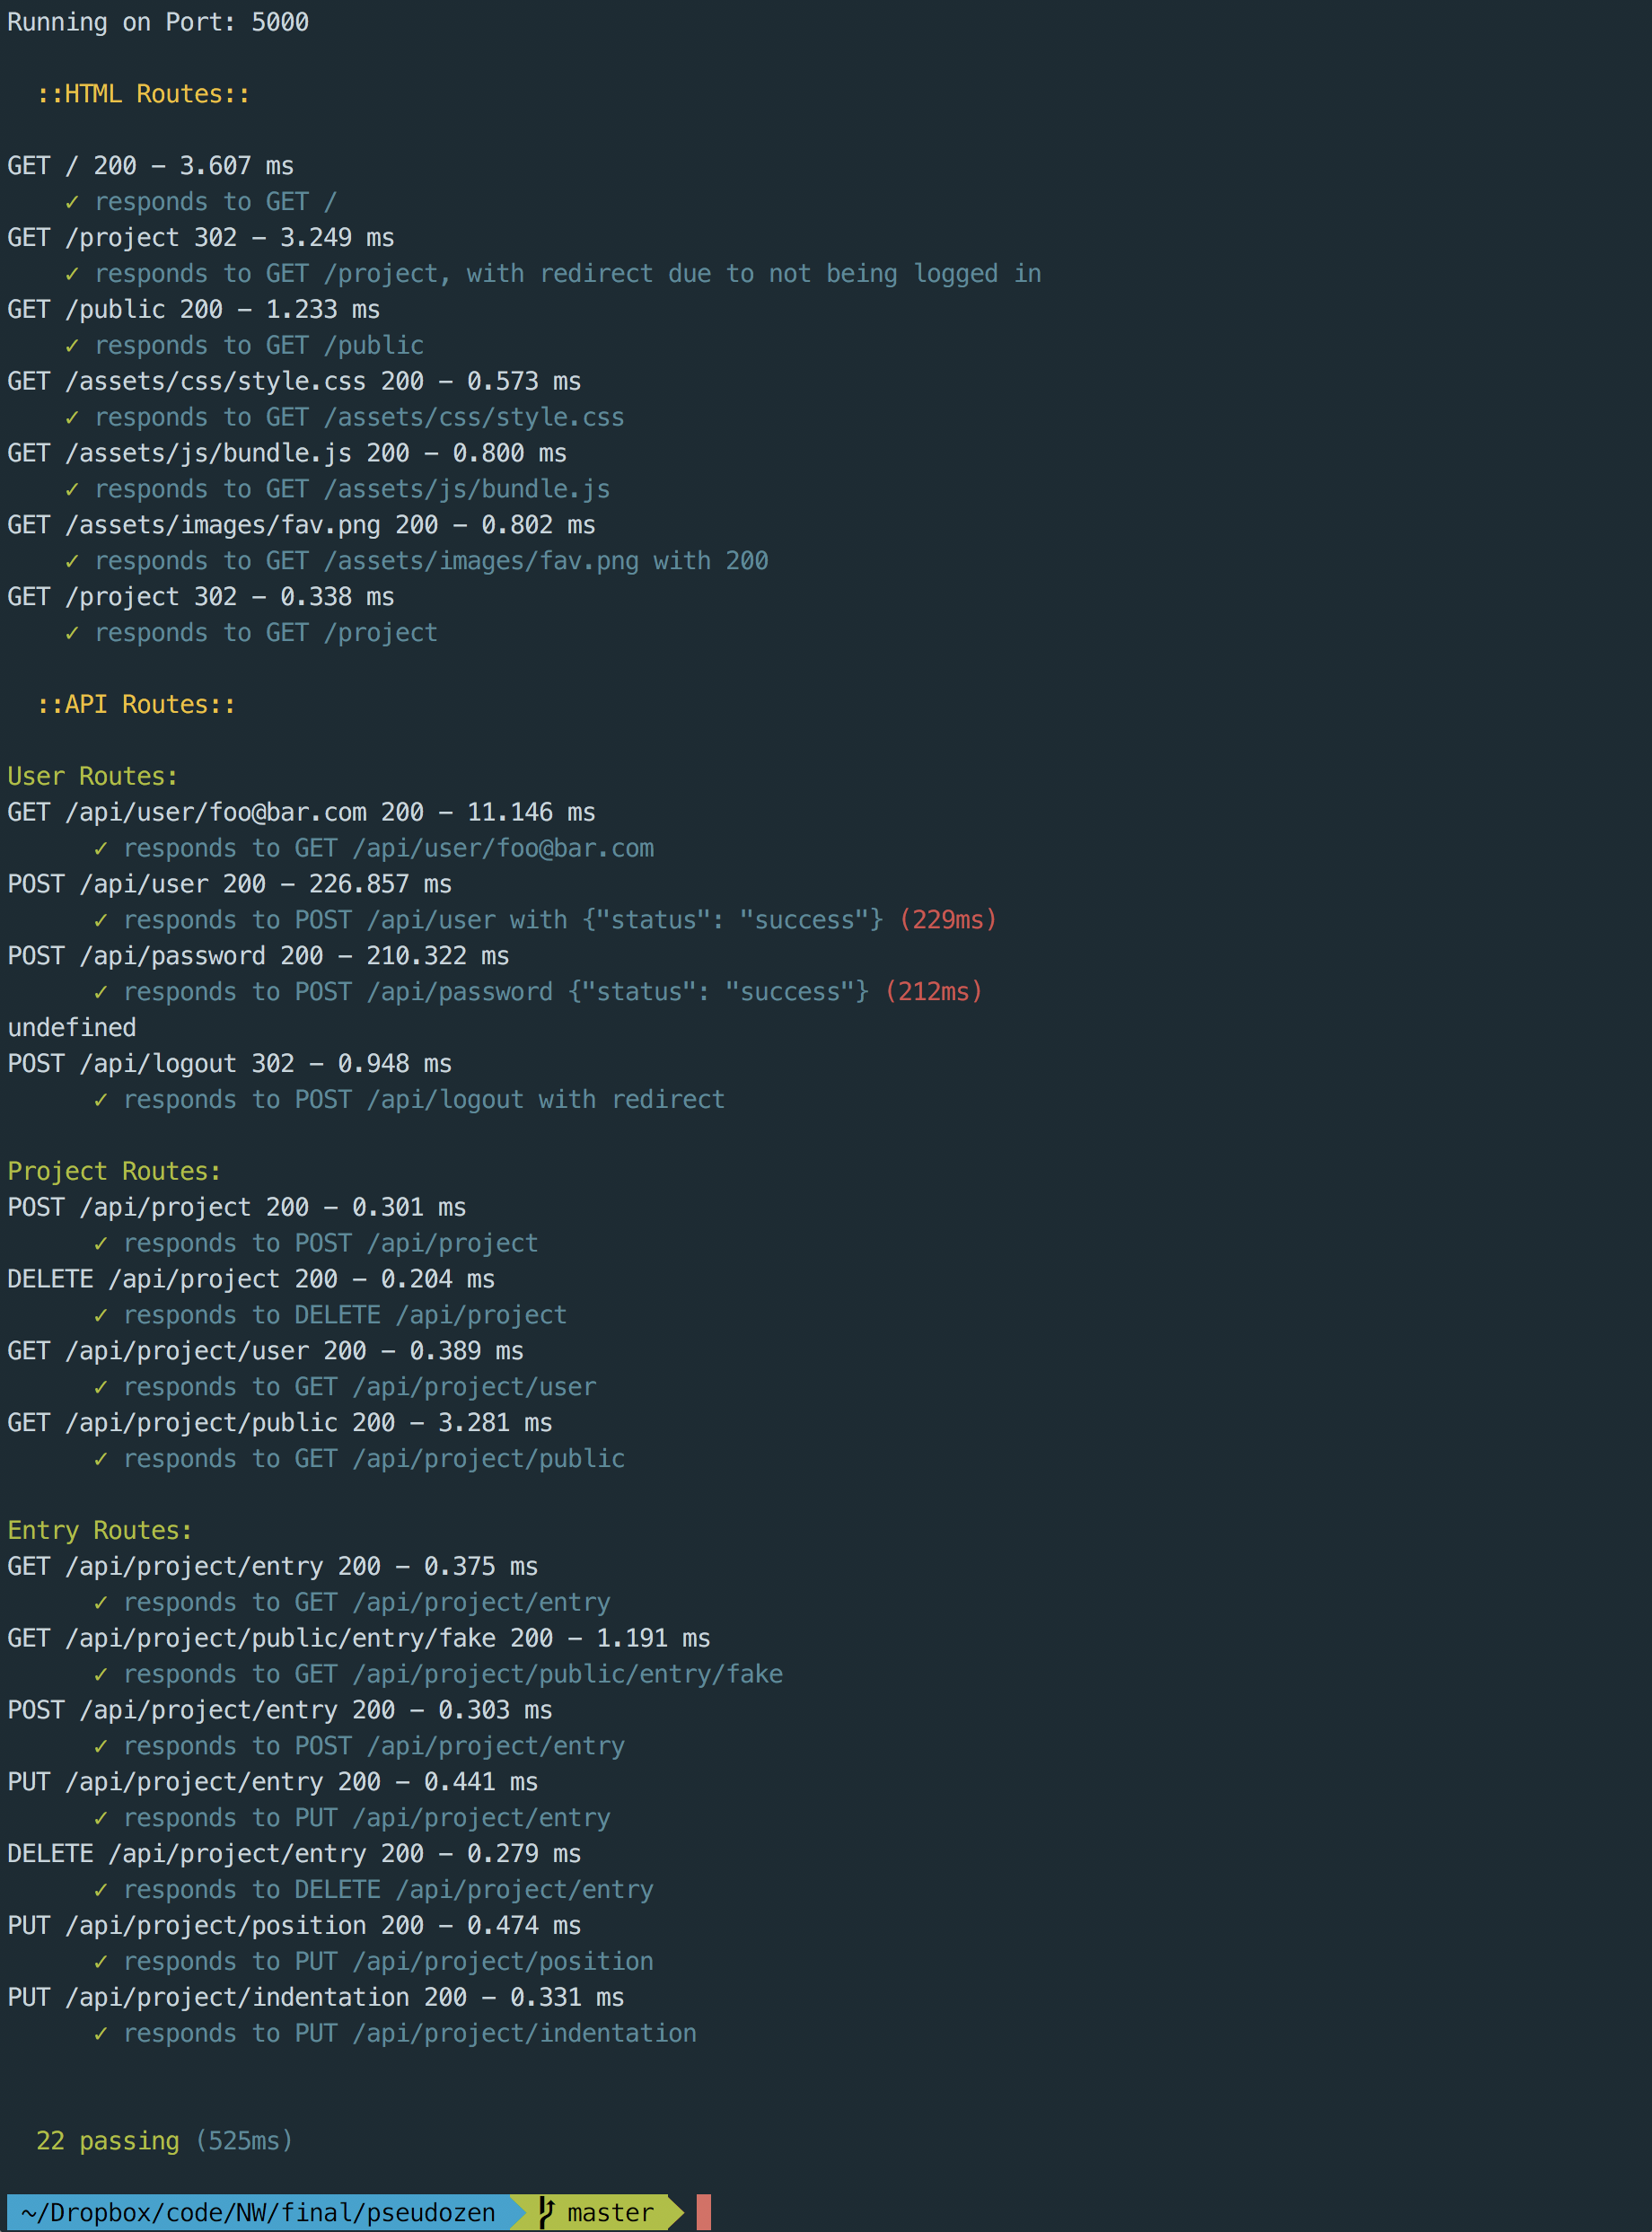 Running on Port: 5000
::HTML Routes::
GET / 200 - 3.607 ms
✓ responds to GET /
GET /project 302 - 3.249 ms
✓ responds to GET /project, with redirect due to not being logged in
GET /public 200 - 1.233 ms
✓ responds to GET /public
GET /assets/css/style.css 200 - 0.573 ms
✓ responds to GET /assets/css/style.css
GET /assets/js/bundle.js 200 - 0.800 ms
✓ responds to GET /assets/js/bundle.js
GET /assets/images/fav.png 200 - 0.802 ms
✓ responds to GET /assets/images/fav.png with 200
GET /project 302 - 0.338 ms
✓ responds to GET /project
::API Routes::
User Routes:
GET /api/user/foo@bar.com 200 - 11.146 ms
✓ responds to GET /api/user/foo@bar.com
POST /api/user 200 - 226.857 ms
✓ responds to POST /api/user with {"status": "success"} (229ms)
POST /api/password 200 - 210.322 ms
✓ responds to POST /api/password {"status": "success"} (212ms)
undefined
POST /api/logout 302 - 0.948 ms
✓ responds to POST /api/logout with redirect
Project Routes:
POST /api/project 200 - 0.301 ms
✓ responds to POST /api/project
DELETE /api/project 200 - 0.204 ms
✓ responds to DELETE /api/project
GET /api/project/user 200 - 0.389 ms
✓ responds to GET /api/project/user
GET /api/project/public 200 - 3.281 ms
✓ responds to GET /api/project/public
Entry Routes:
GET /api/project/entry 200 - 0.375 ms
✓ responds to GET /api/project/entry
GET /api/project/public/entry/fake 200 - 1.191 ms
✓ responds to GET /api/project/public/entry/fake
POST /api/project/entry 200 - 0.303 ms
✓ responds to POST /api/project/entry
PUT /api/project/entry 200 - 0.441 ms
✓ responds to PUT /api/project/entry
DELETE /api/project/entry 200 - 0.279 ms
✓ responds to DELETE /api/project/entry
PUT /api/project/position 200 - 0.474 ms
✓ responds to PUT /api/project/position
PUT /api/project/indentation 200 - 0.331 ms
✓ responds to PUT /api/project/indentation
22 passing (525ms)
~/Dropbox/code/NW/final/pseudozen master